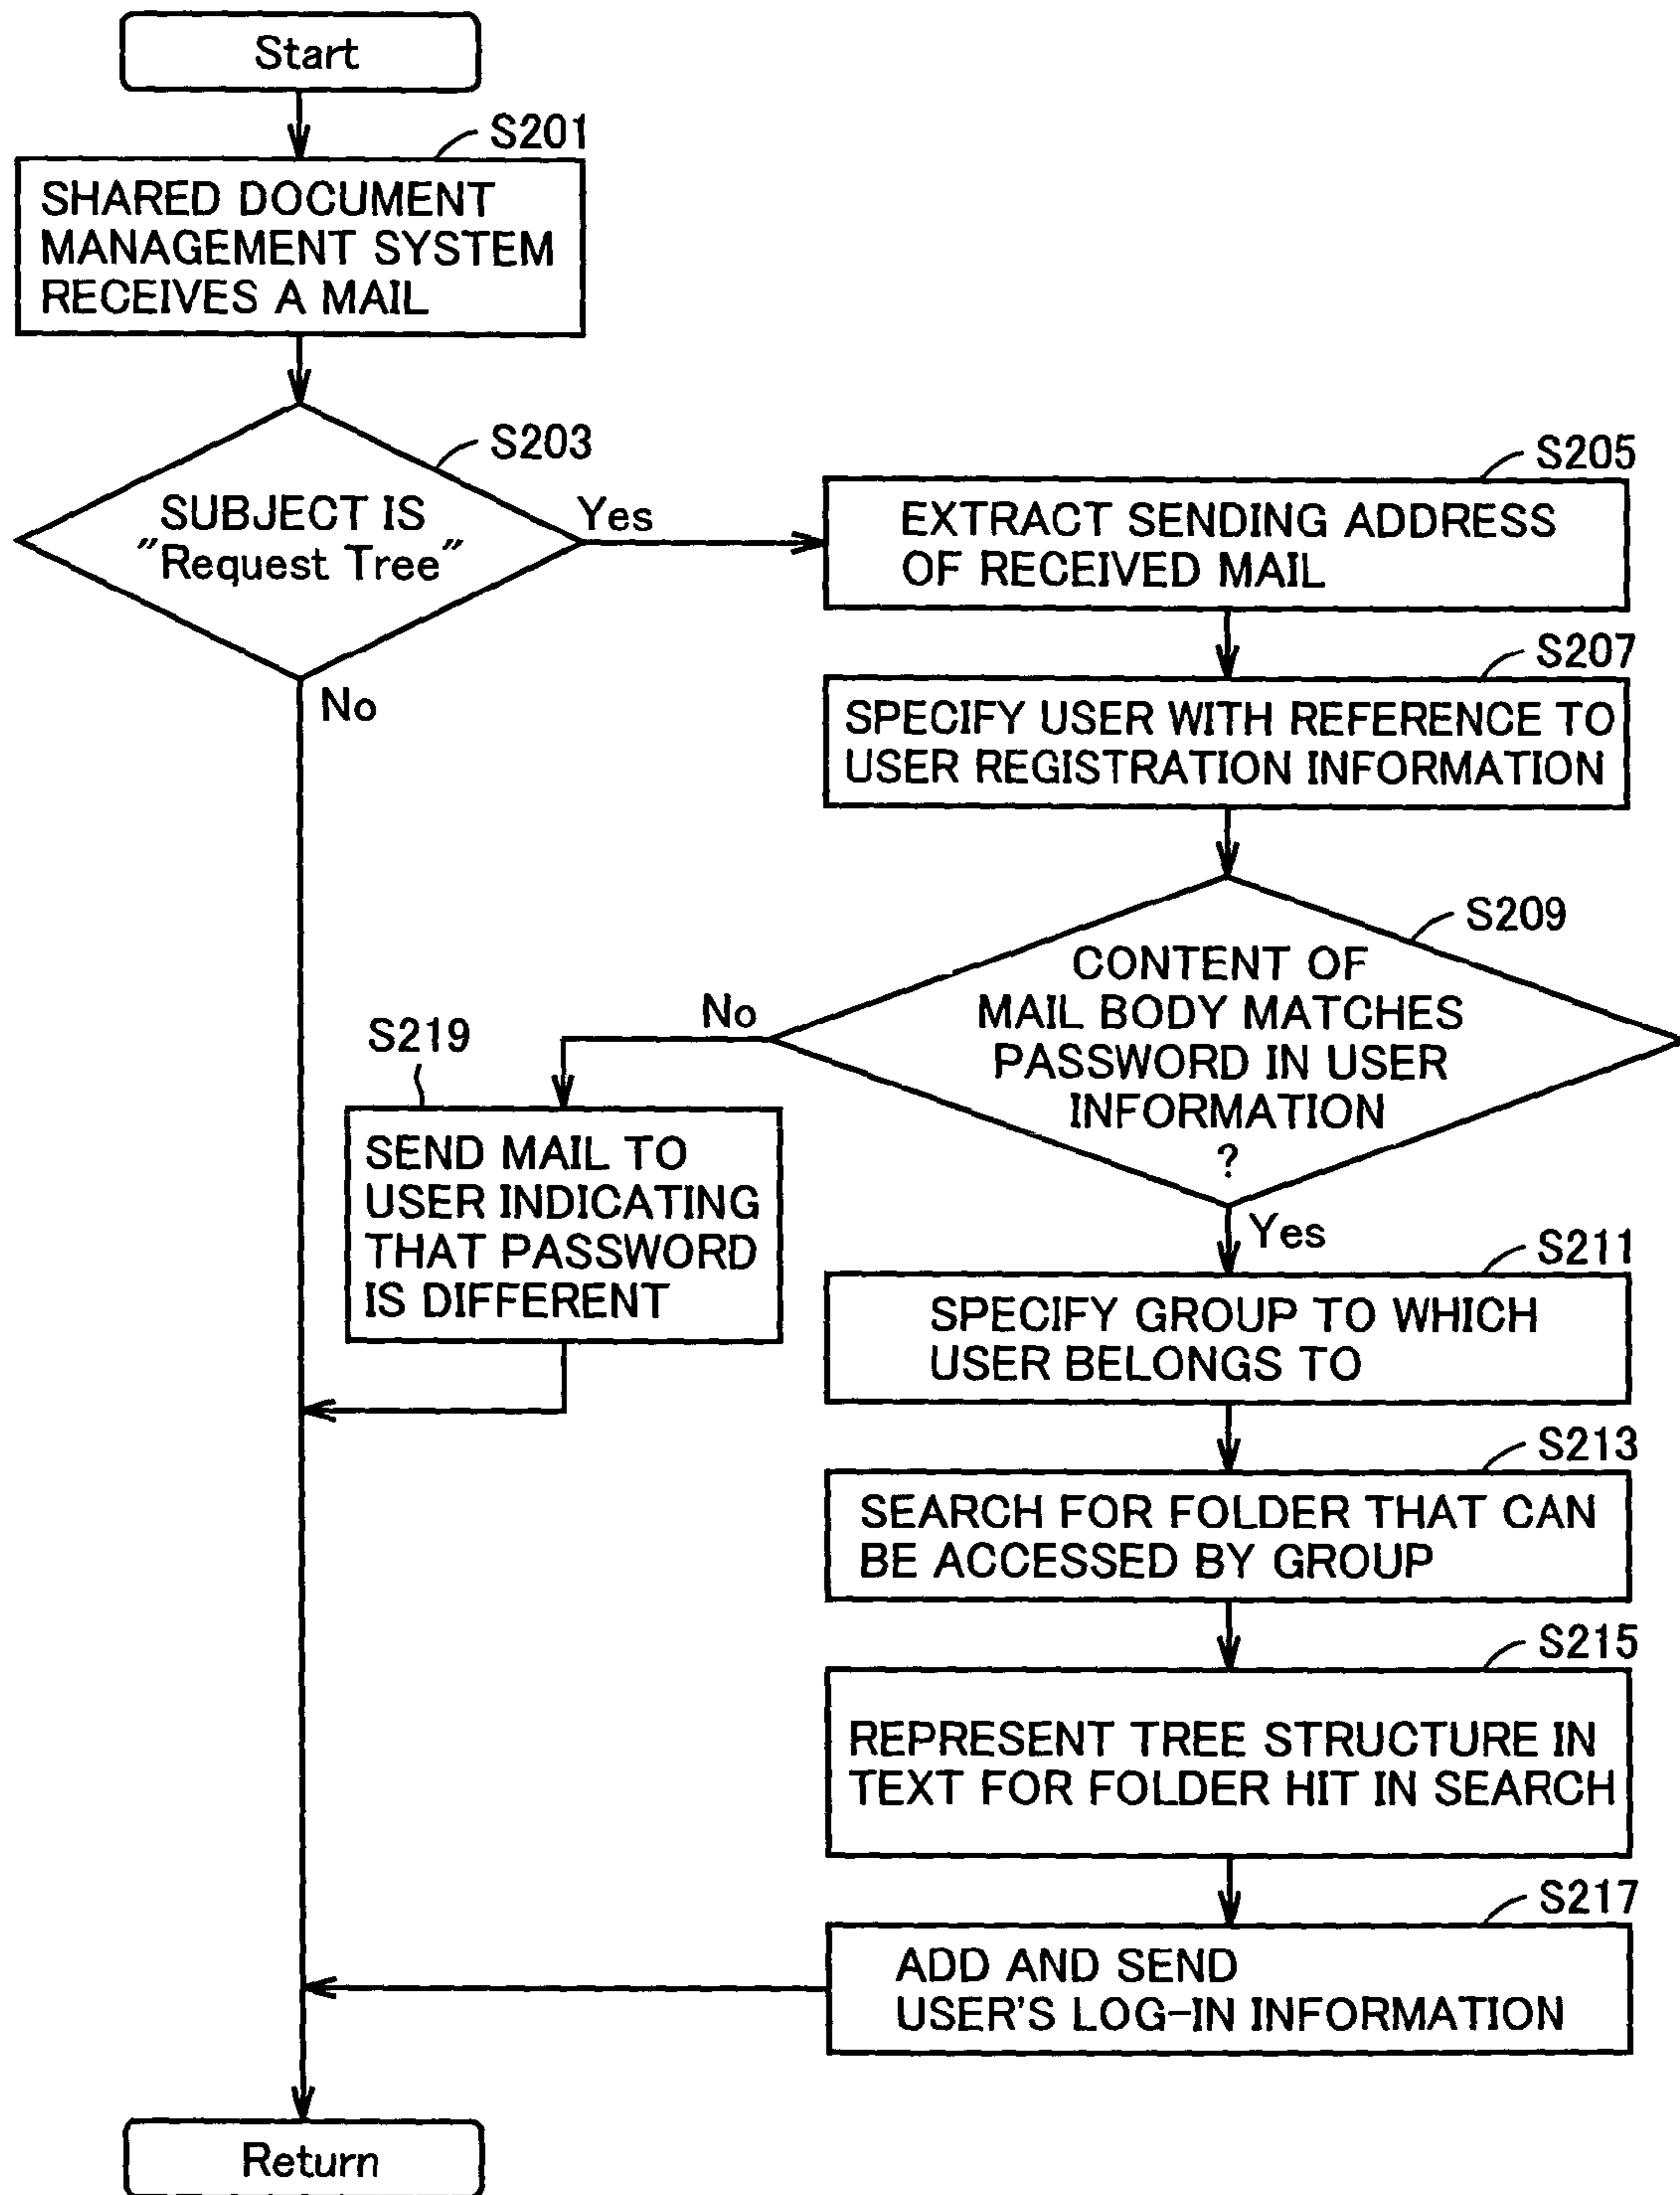 Start
S201
SHARED DOCUMENT
MANAGEMENT SYSTEM
RECEIVES A MAIL
S203
SUBJECT IS
"Request Tree"
Yes
No
S205
EXTRACT SENDING ADDRESS
OF RECEIVED MAIL
S207
SPECIFY USER WITH REFERENCE TO
USER REGISTRATION INFORMATION
S209
CONTENT OF
MAIL BODY MATCHES
PASSWORD IN USER
INFORMATION
?
No
Yes
S219
SEND MAIL TO
USER INDICATING
THAT PASSWORD
IS DIFFERENT
S211
SPECIFY GROUP TO WHICH
USER BELONGS TO
S213
SEARCH FOR FOLDER THAT CAN
BE ACCESSED BY GROUP
S215
REPRESENT TREE STRUCTURE IN
TEXT FOR FOLDER HIT IN SEARCH
S217
ADD AND SEND
USER'S LOG-IN INFORMATION
Return